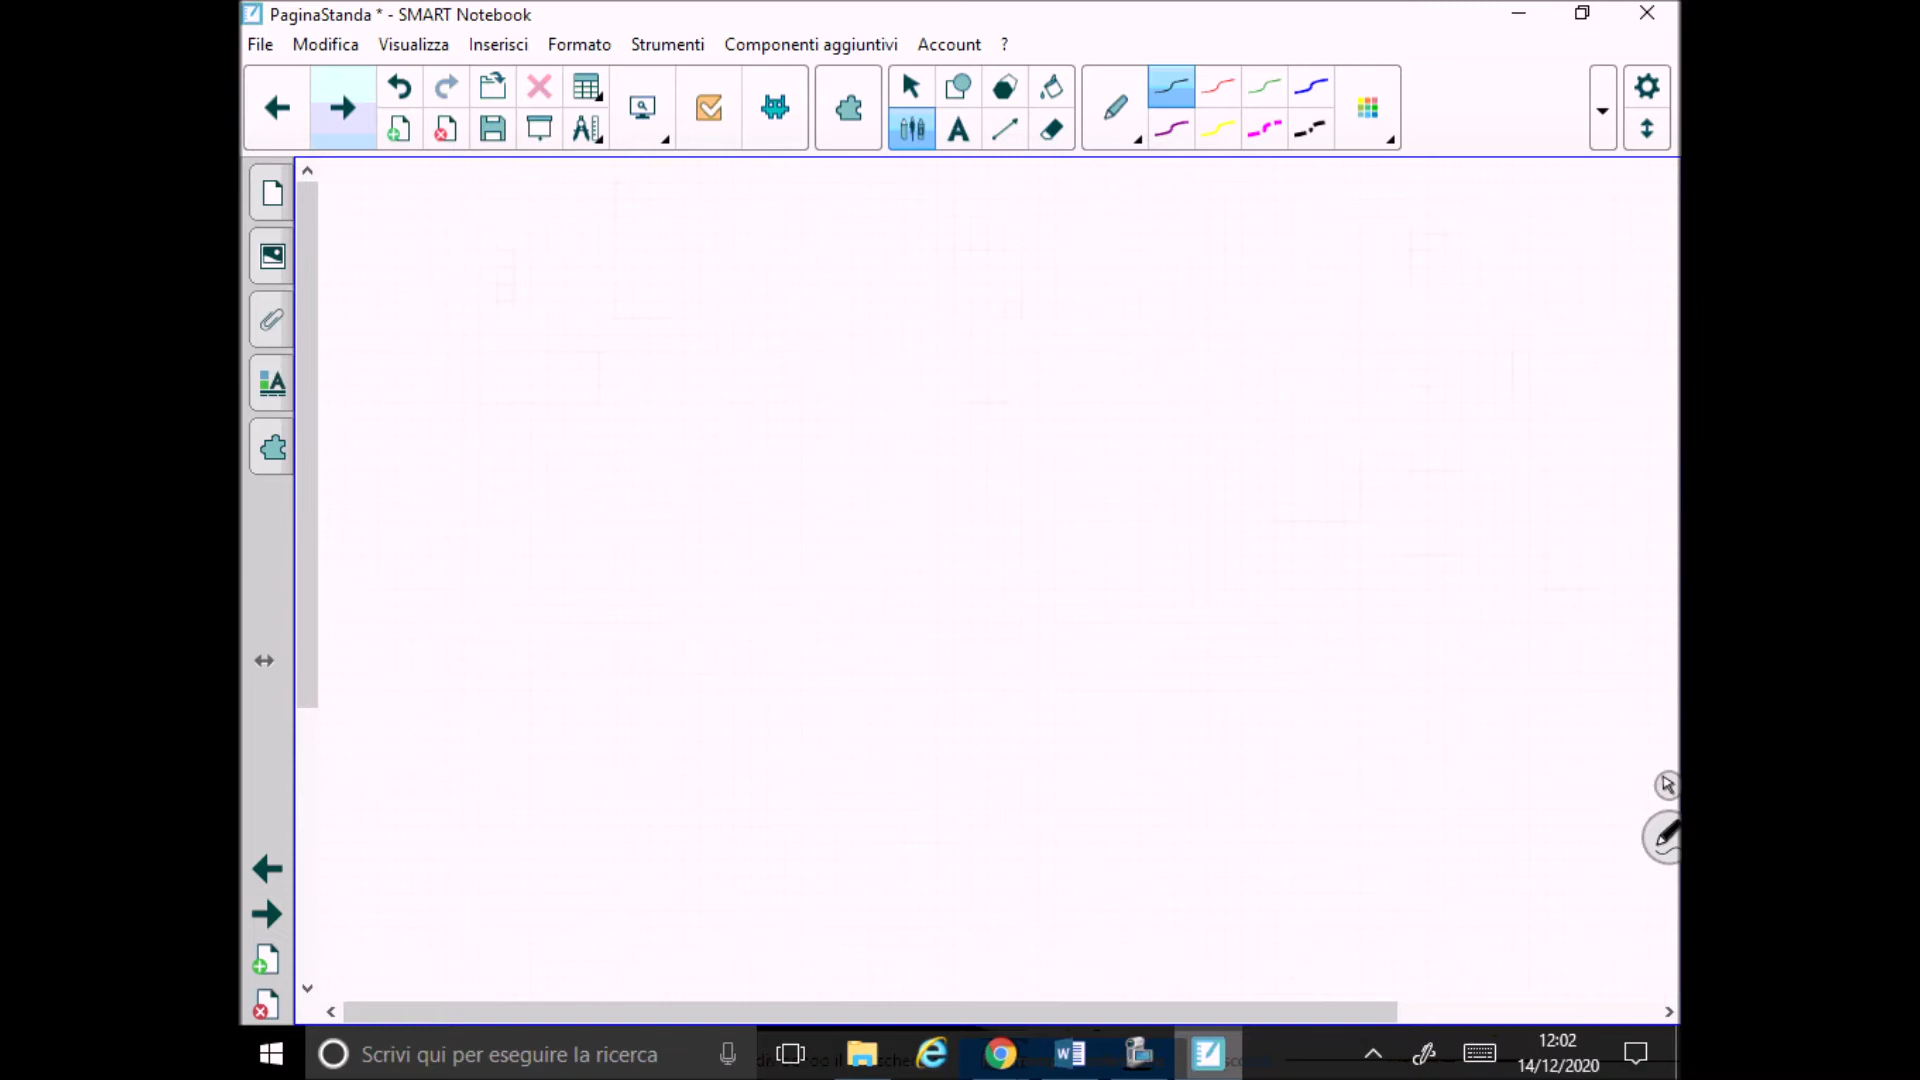 PaginaStanda * - SMART Notebook
File Modifica Visualizza Inserisci Formato Strumenti Componenti aggiuntivi Account ?
Scrivi qui per eseguire la ricerca
12:02
14/12/2020